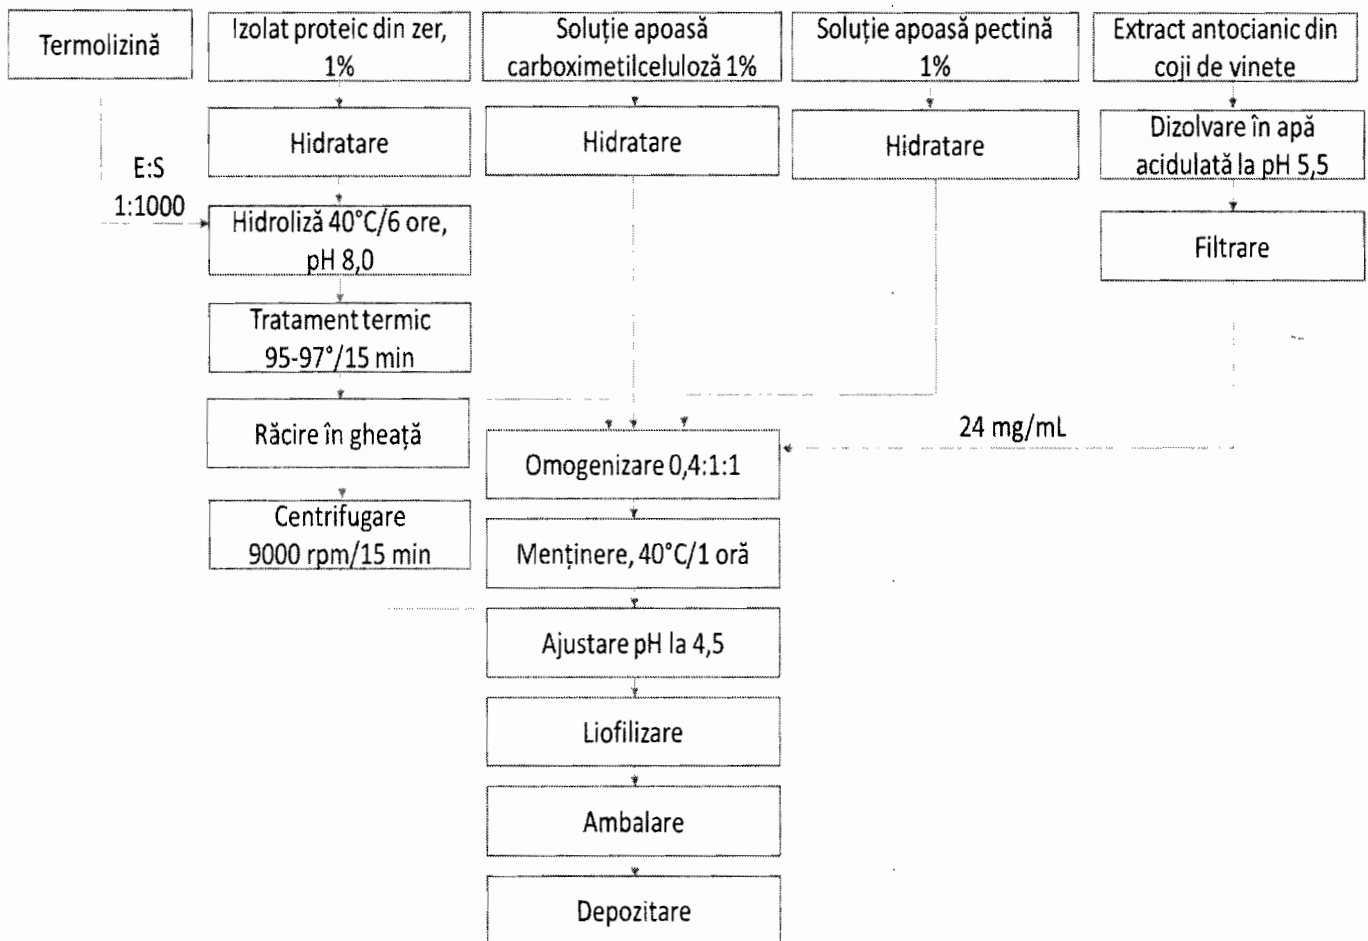 Termolizină
Izolat proteic din zer,
1%
Soluție apoasă
carboximetilceluloză 1%
Soluție apoasă pectină
1%
Extract antocianic din
coji de vinete
Hidratare
Hidratare
Hidratare
Dizolvare în apă
acidulată la pH 5,5
E:S
1:1000
Hidroliză 40°C/6 ore,
pH 8,0
Filtrare
Tratament termic
95-97°/15 min
Răcire în gheață
24 mg/mL
Omogenizare 0,4:1:1
Centrifugare
9000 rpm/15 min
Menținere, 40°C/1 oră
Ajustare pH la 4,5
Liofilizare
Ambalare
Depozitare